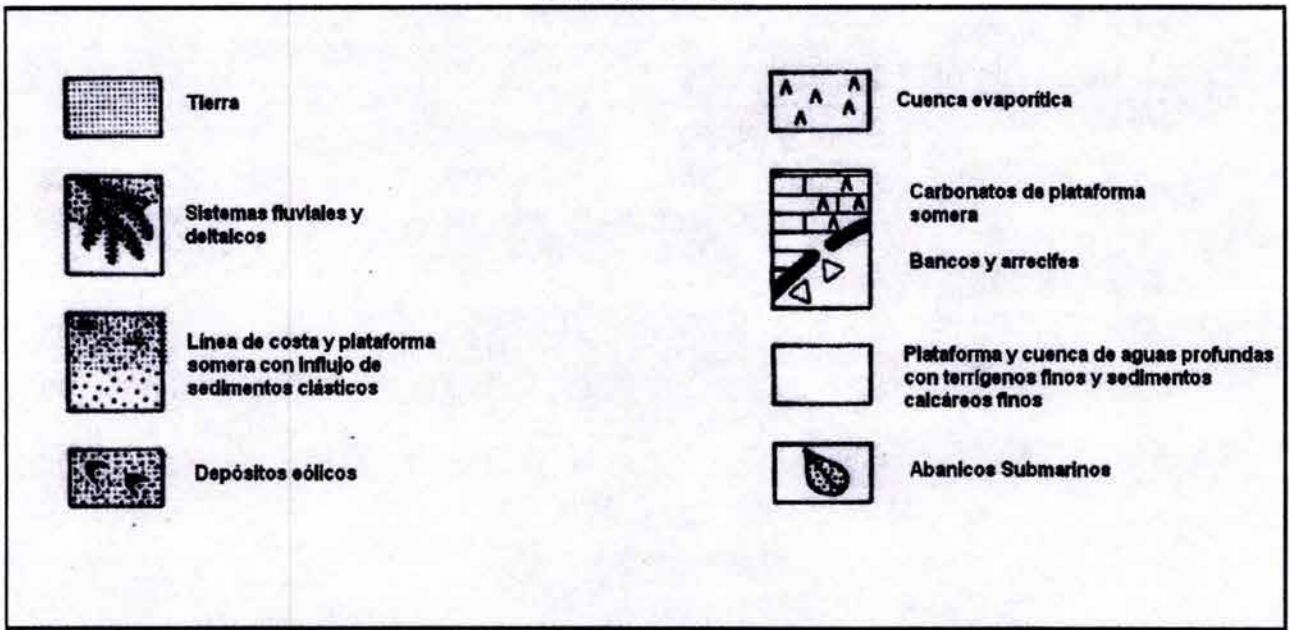 Tierra
Sistemas fluviales y
deltaicos
Línea de costa y plataforma
somera con influjo de
sedimentos clásticos
Depósitos eólicos
Cuenca evaporítica
Carbonatos de plataforma
somera
Bancos y arrecifes
Plataforma y cuenca de aguas profundas
con terrígenos finos y sedimentos
calcáreos finos
Abanicos Submarinos